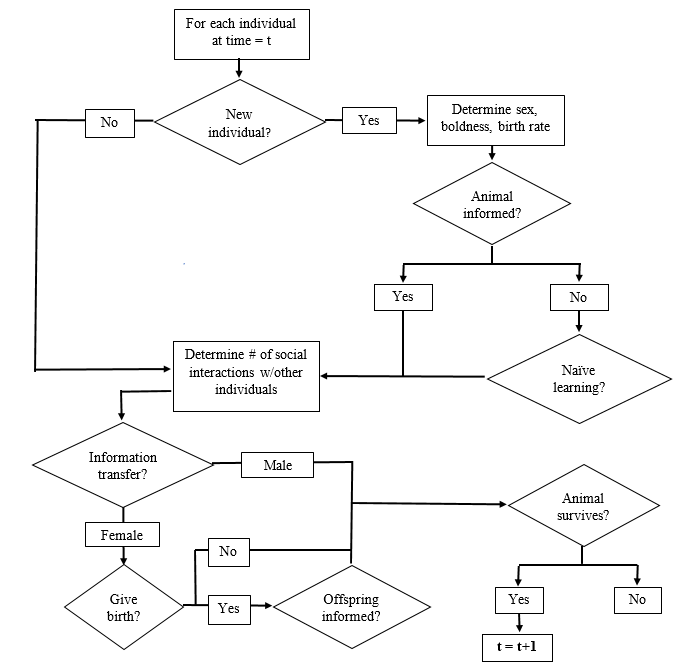 For each individual
at time = t
New
individual?
No
Yes
Determine sex,
boldness, birth rate
Animal
informed?
Yes
No
Determine # of social
interactions w/other
individuals
Naïve
learning?
Information
transfer?
Male
Animal
survives?
Female
No
Give
birth?
Yes
Offspring
informed?
Yes
No
t = t+1